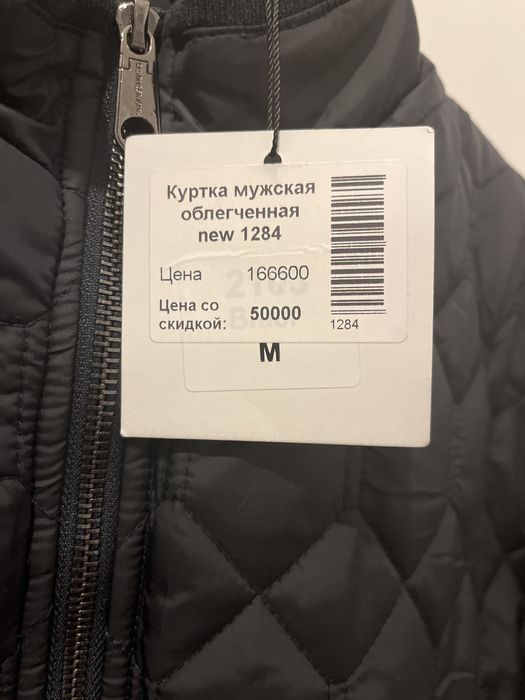 Куртка мужская
облегченная
new 1284
Цена 166600
Цена со
скидкой: 50000
1284
M